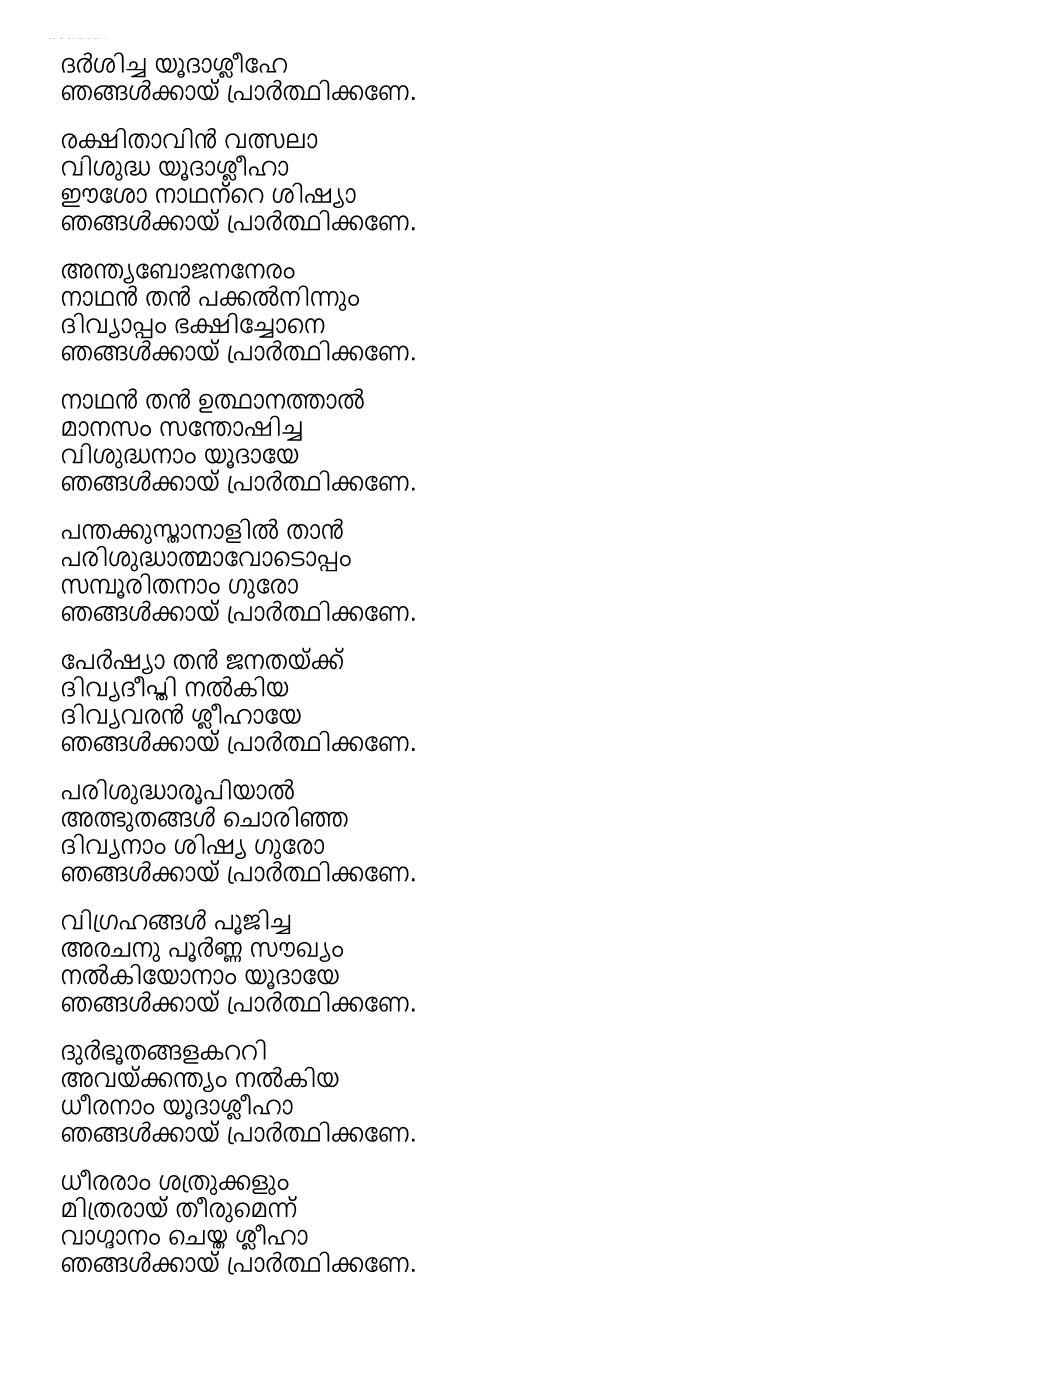 ദർശിച്ച യൂദാശ്ലീഹേ
ഞങ്ങൾക്കായ് പ്രാർത്ഥിക്കണേ.
രക്ഷിതാവിൻ വത്സലാ
വിശുദ്ധ യൂദാശ്ലീഹാ
ഈശോ നാഥന്റെ ശിഷ്യാ
ഞങ്ങൾക്കായ് പ്രാർത്ഥിക്കണേ.
അന്ത്യബോജനനേരം
നാഥൻ തൻ പക്കൽനിന്നും
ദിവ്യാപ്പം ഭക്ഷിച്ചോനെ
ഞങ്ങൾക്കായ് പ്രാർത്ഥിക്കണേ.
നാഥൻ തൻ ഉത്ഥാനത്താൽ
മാനസം സന്തോഷിച്ച
വിശുദ്ധനാം യൂദായേ
ഞങ്ങൾക്കായ് പ്രാർത്ഥിക്കണേ.
പന്തക്കുസ്താനാളിൽ താൻ
പരിശുദ്ധാത്മാവോടൊപ്പം
സമ്പൂരിതനാം ഗുരോ
ഞങ്ങൾക്കായ് പ്രാർത്ഥിക്കണേ.
പേർഷ്യാ തൻ ജനതയ്ക്ക്
ദിവ്യദീപ്തി നൽകിയ
ദിവ്യവരൻ ശ്ലീഹായേ
ഞങ്ങൾക്കായ് പ്രാർത്ഥിക്കണേ.
പരിശുദ്ധാരൂപിയാൽ
അത്ഭുതങ്ങൾ ചൊരിഞ്ഞ
ദിവ്യനാം ശിഷ്യ ഗുരോ
ഞങ്ങൾക്കായ് പ്രാർത്ഥിക്കണേ.
വിഗ്രഹങ്ങൾ പൂജിച്ച
അരചനു പൂർണ്ണ സൗഖ്യം
നൽകിയോനാം യൂദായേ
ഞങ്ങൾക്കായ് പ്രാർത്ഥിക്കണേ.
ദുർഭൂതങ്ങളകററി
അവയ്ക്കന്ത്യം നൽകിയ
ധീരനാം യൂദാശ്ലീഹാ
ഞങ്ങൾക്കായ് പ്രാർത്ഥിക്കണേ.
ധീരരാം ശത്രുക്കളും
മിത്രരായ് തീരുമെന്ന്
വാഗ്ദാനം ചെയ്ത ശ്ലീഹാ
ഞങ്ങൾക്കായ് പ്രാർത്ഥിക്കണേ.